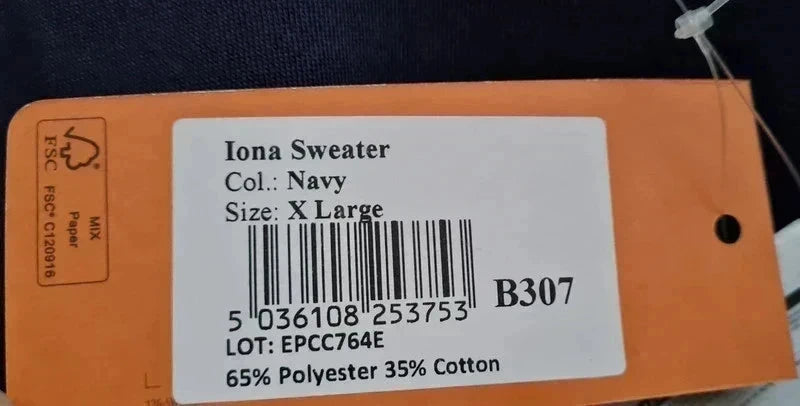 Iona Sweater
Col.: Navy
Size: X Large
B307
5 036108 253753
LOT: EPCC764E
65% Polyester 35% Cotton
FSC
MIX
Paper
FSC® C120916